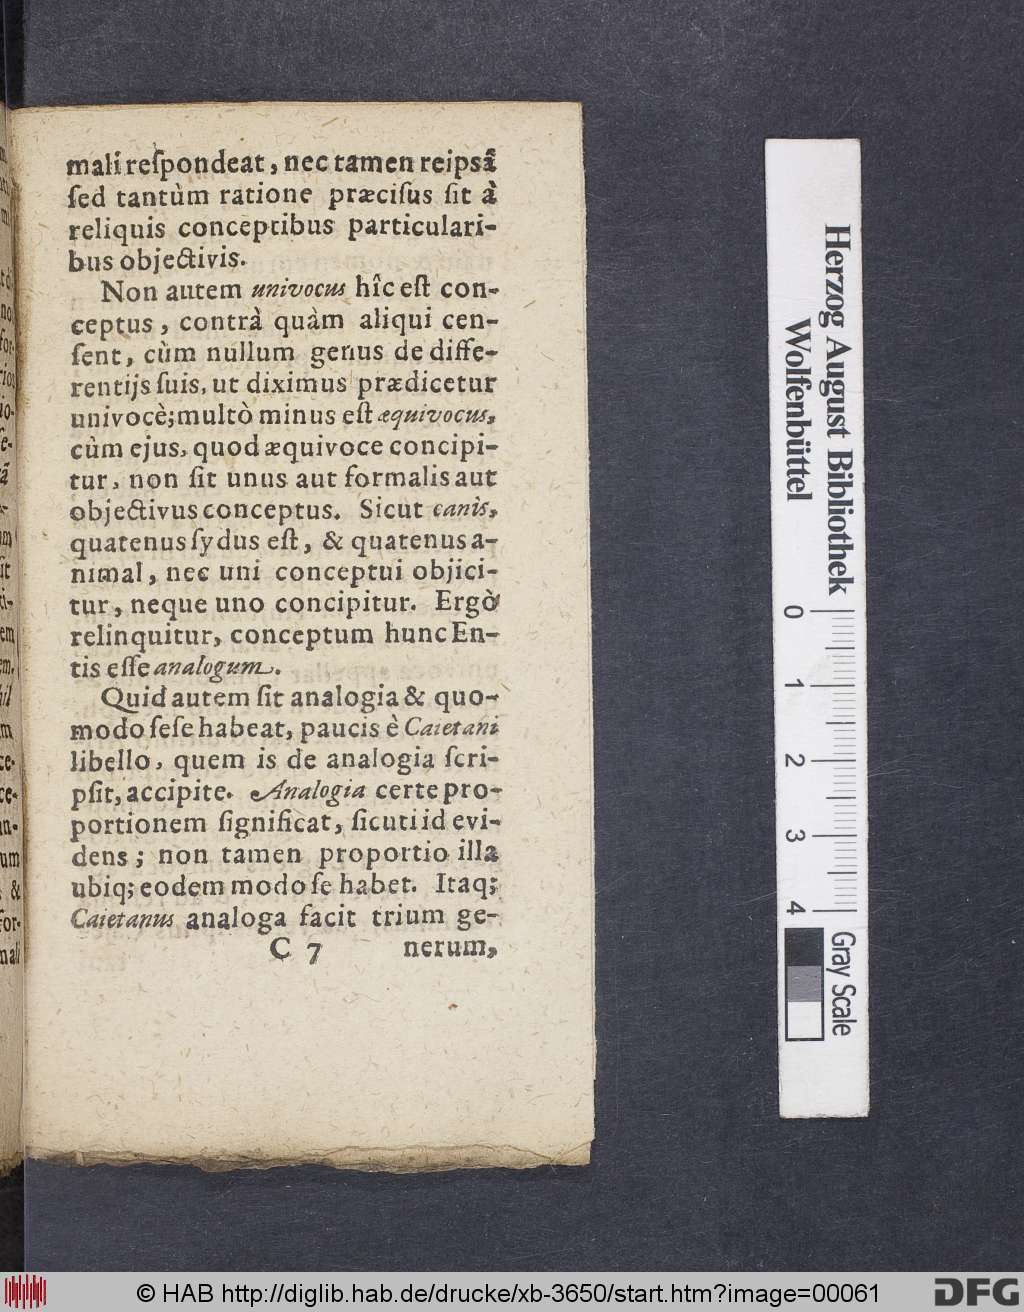 mali reſpondeat, nec tamen reipsâ
ſed tantùm ratione præciſus ſit à
reliquis conceptibus particulari-
bus objectivis.
Non autem univocus hîc eſt con-
ceptus, contrà quàm aliqui cen-
ſent, cùm nullum genus de diffe-
rentijs ſuis, ut diximus prædicetur
univocè; multò minus eſt æquivocus,
cùm ejus, quod æquivoce concipi-
tur, non ſit unus aut formalis aut
objectivus conceptus. Sicut canis,
quatenus ſydus eſt, & quatenus a-
nimal, nec uni conceptui objici-
tur, neque uno concipitur. Ergò
relinquitur, conceptum hunc En-
tis eſſe analogum.
Quid autem ſit analogia & quo-
modo ſeſe habeat, paucis è Caietani
libello, quem is de analogia ſcri-
pſit, accipite. Analogia certe pro-
portionem ſignificat, ſicuti id evi-
dens; non tamen proportio illa
ubiq; eodem modo ſe habet. Itaq;
Caietanus analoga facit trium ge-
C 7 nerum,
Herzog August Bibliothek
Wolfenbüttel
0 1 2 3 4
Gray Scale
© HAB http://diglib.hab.de/drucke/xb-3650/start.htm?image=00061
DFG